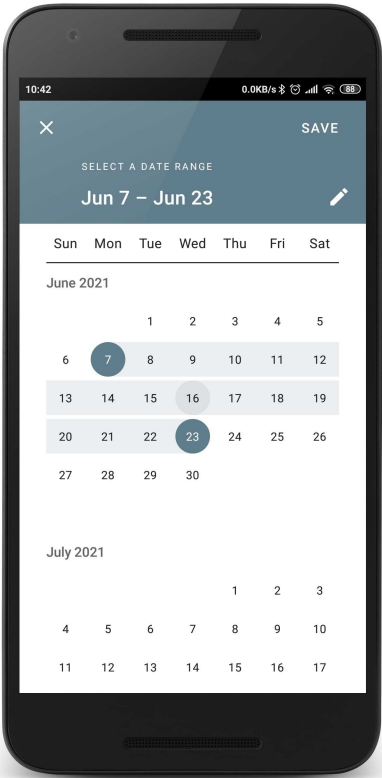 10:42 0.0KB/s 88
SAVE
SELECT A DATE RANGE
Jun 7 – Jun 23
Sun Mon Tue Wed Thu Fri Sat
June 2021
1 2 3 4 5
6 7 8 9 10 11 12
13 14 15 16 17 18 19
20 21 22 23 24 25 26
27 28 29 30
July 2021
1 2 3
4 5 6 7 8 9 10
11 12 13 14 15 16 17